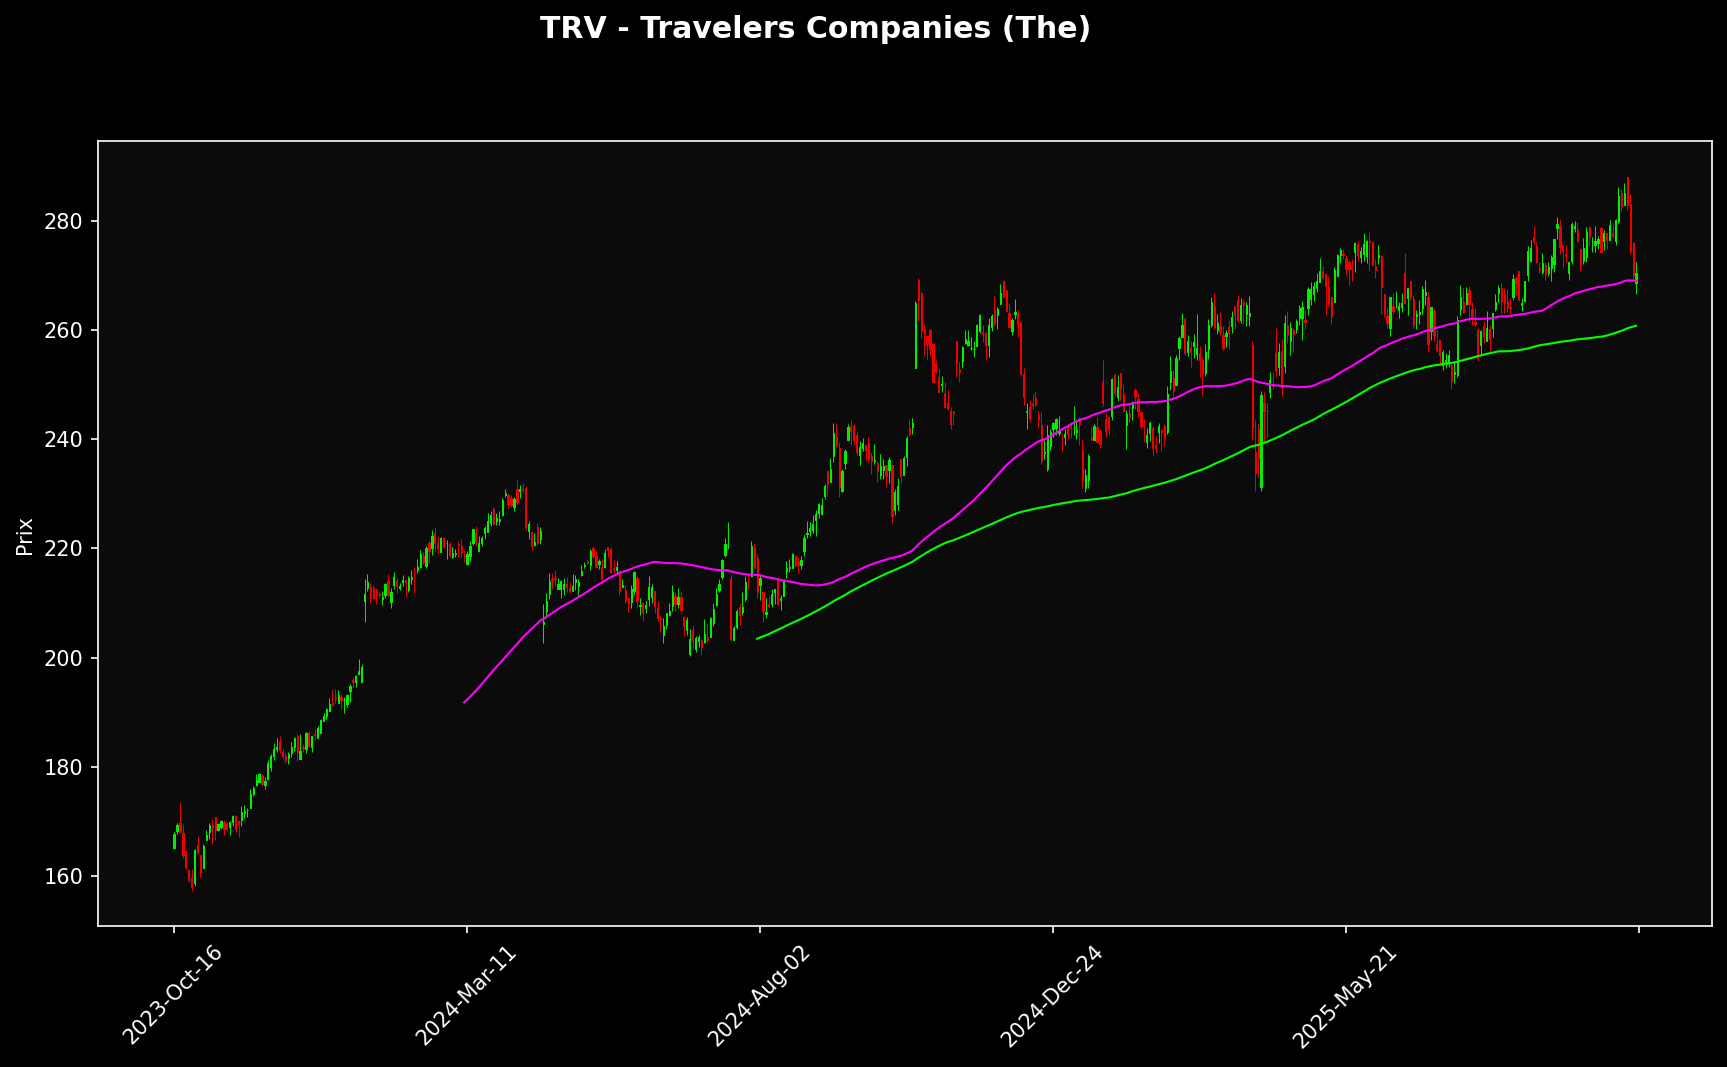 TRV - Travelers Companies (The)
Prix
280
260
240
220
200
180
160
2023-Oct-16
2024-Mar-11
2024-Aug-02
2024-Dec-24
2025-May-21